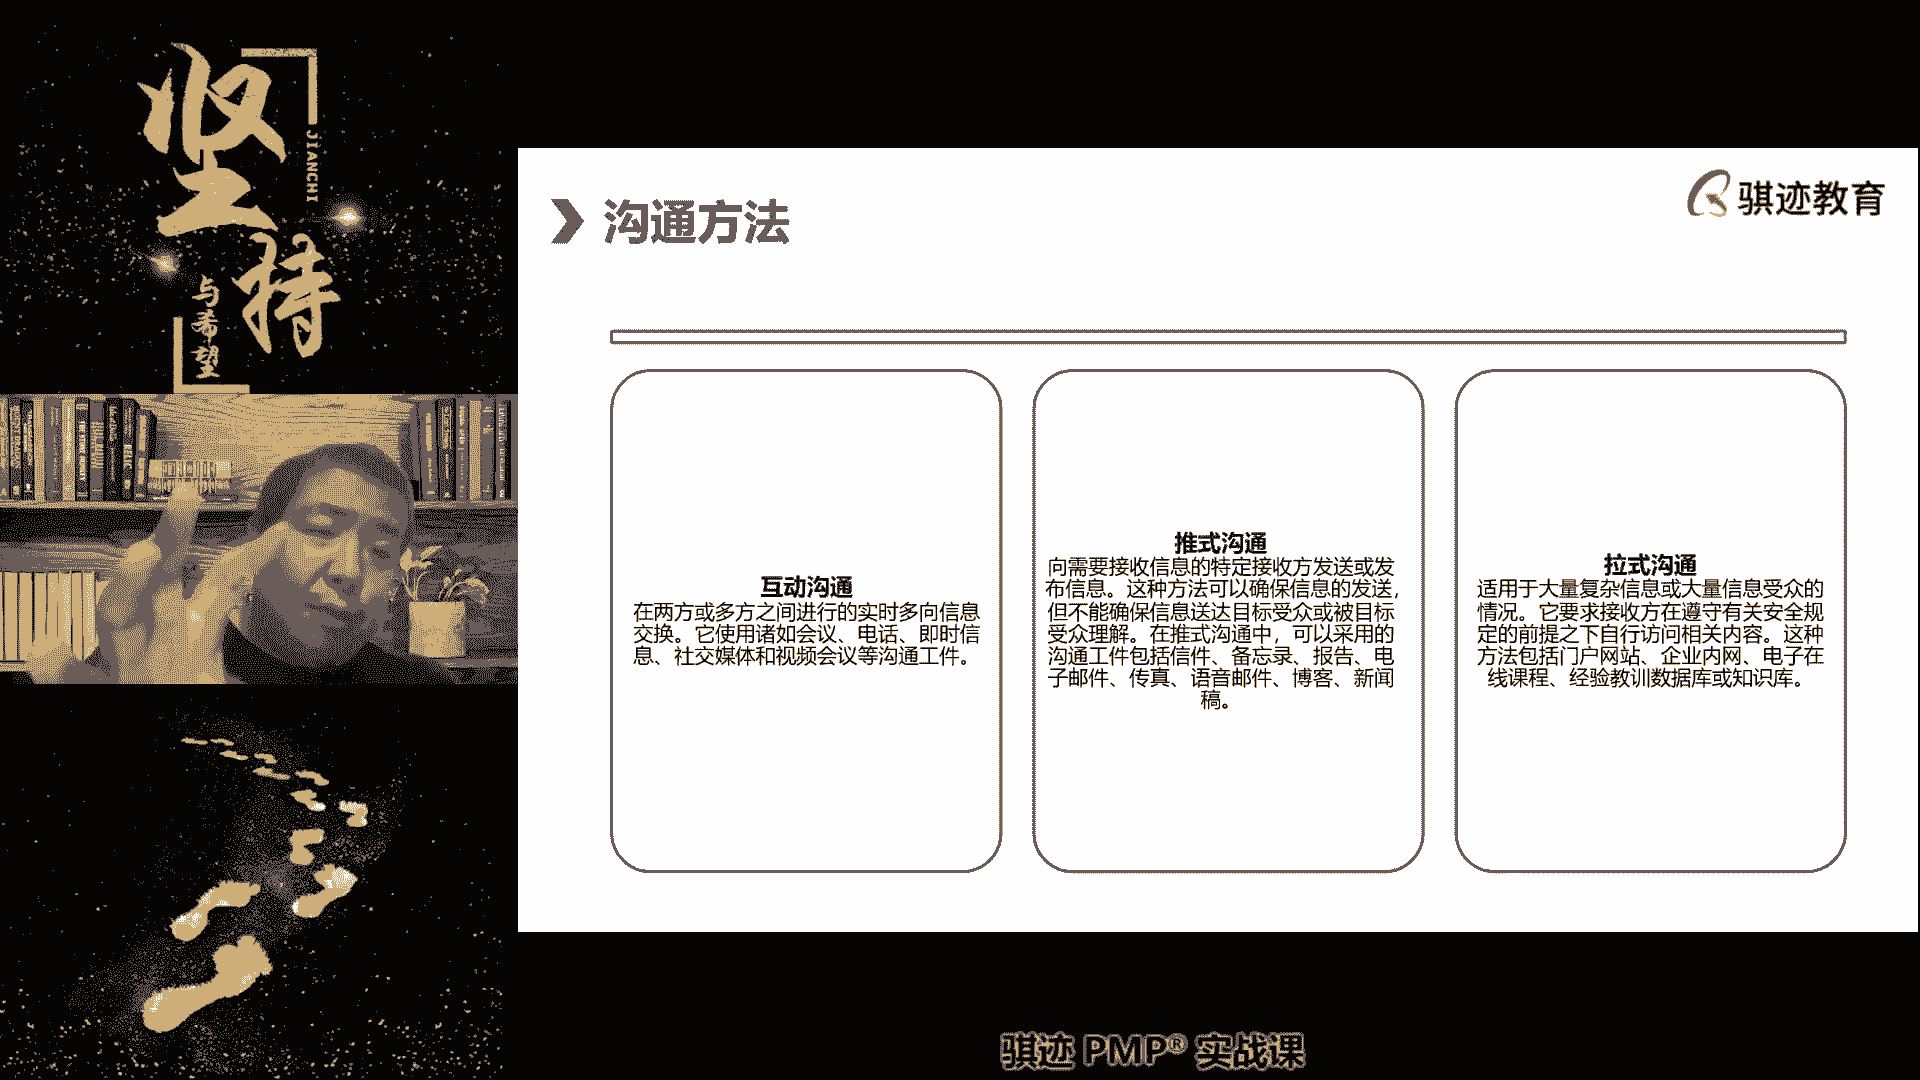 坚持
JIANCHI
与希望
骐迹教育
沟通方法
互动沟通
在两方或多方之间进行的实时多向信息
交换。它使用诸如会议、电话、即时信
息、社交媒体和视频会议等沟通工件。
推式沟通
向需要接收信息的特定接收方发送或发
布信息。这种方法可以确保信息的发送,
但不能确保信息送达目标受众或被目标
受众理解。在推式沟通中，可以采用的
沟通工件包括信件、备忘录、报告、电
子邮件、传真、语音邮件、博客、新闻
稿。
拉式沟通
适用于大量复杂信息或大量信息受众的
情况。它要求接收方在遵守有关安全规
定的前提之下自行访问相关内容。这种
方法包括门户网站、企业内网、电子在
线课程、经验教训数据库或知识库。
骐迹 PMP® 实战课